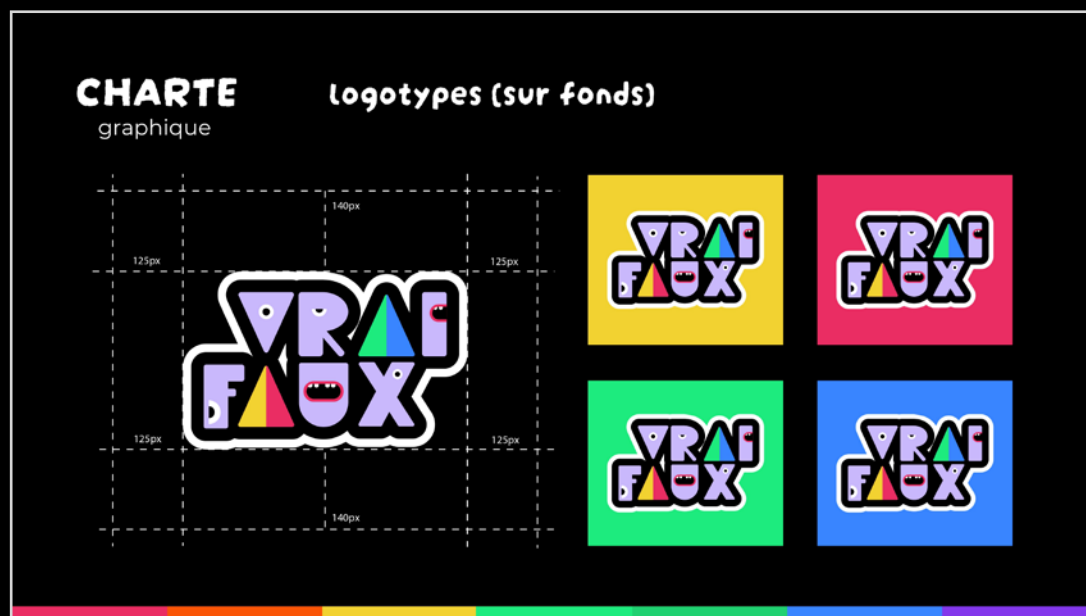 CHARTE
graphique
Logotypes (sur fonds)
140px
125px
125px
VRAI
FAUX
125px
125px
140px
VRAI
FAUX
VRAI
FAUX
VRAI
FAUX
VRAI
FAUX